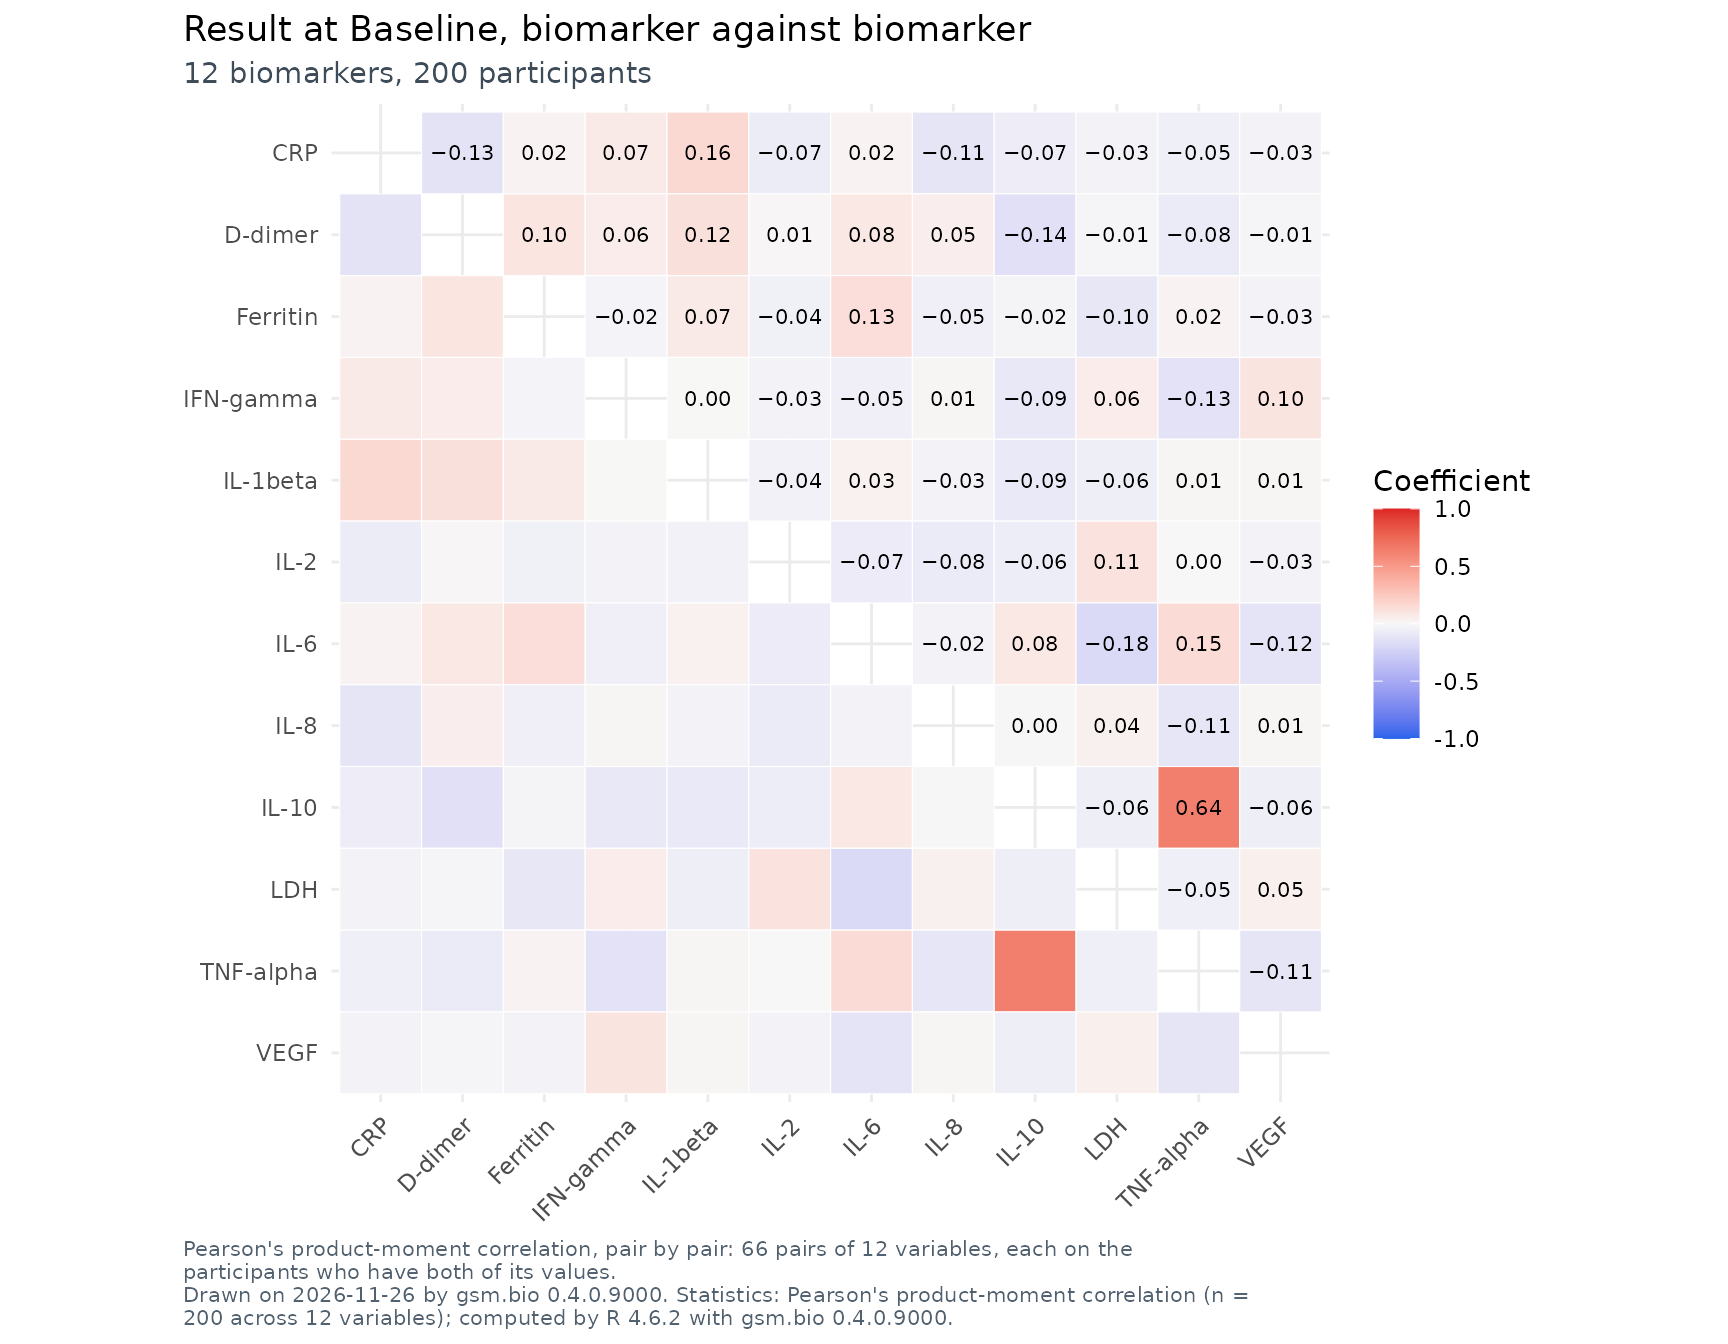 Result at Baseline, biomarker against biomarker
12 biomarkers, 200 participants
CRP −0.13 0.02 0.07 0.16 −0.07 0.02 −0.11 −0.07 −0.03 −0.05 −0.03
D-dimer 0.10 0.06 0.12 0.01 0.08 0.05 −0.14 −0.01 −0.08 −0.01
Ferritin −0.02 0.07 −0.04 0.13 −0.05 −0.02 −0.10 0.02 −0.03
IFN-gamma 0.00 −0.03 −0.05 0.01 −0.09 0.06 −0.13 0.10
IL-1beta −0.04 0.03 −0.03 −0.09 −0.06 0.01 0.01
IL-2 −0.07 −0.08 −0.06 0.11 0.00 −0.03
IL-6 −0.02 0.08 −0.18 0.15 −0.12
IL-8 0.00 0.04 −0.11 0.01
IL-10 −0.06 0.64 −0.06
LDH −0.05 0.05
TNF-alpha −0.11
VEGF
CRP D-dimer Ferritin IFN-gamma IL-1beta IL-2 IL-6 IL-8 IL-10 LDH TNF-alpha VEGF
Coefficient
1.0
0.5
0.0
-0.5
-1.0
Pearson's product-moment correlation, pair by pair: 66 pairs of 12 variables, each on the
participants who have both of its values.
Drawn on 2026-11-26 by gsm.bio 0.4.0.9000. Statistics: Pearson's product-moment correlation (n =
200 across 12 variables); computed by R 4.6.2 with gsm.bio 0.4.0.9000.